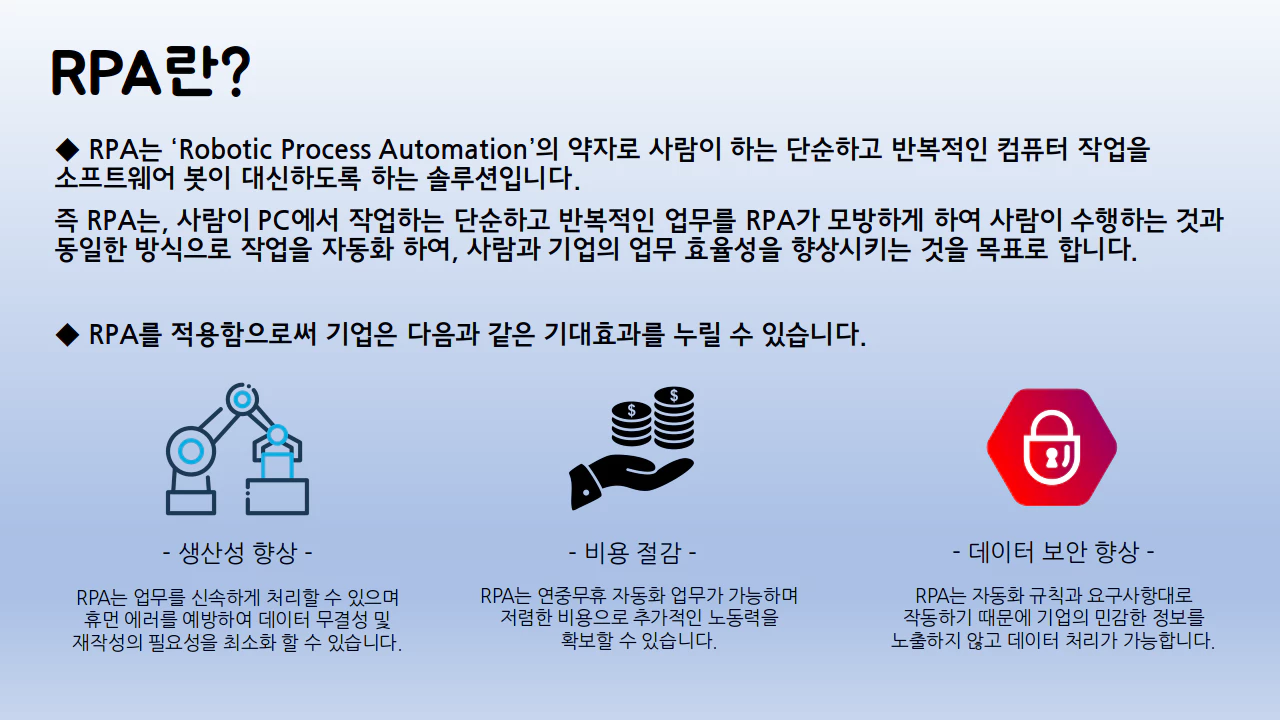 RPA란?
◆ RPA는 ‘Robotic Process Automation’의 약자로 사람이 하는 단순하고 반복적인 컴퓨터 작업을
소프트웨어 봇이 대신하도록 하는 솔루션입니다.
즉 RPA는, 사람이 PC에서 작업하는 단순하고 반복적인 업무를 RPA가 모방하게 하여 사람이 수행하는 것과
동일한 방식으로 작업을 자동화 하여, 사람과 기업의 업무 효율성을 향상시키는 것을 목표로 합니다.
◆ RPA를 적용함으로써 기업은 다음과 같은 기대효과를 누릴 수 있습니다.
$
$
- 생산성 향상 -
RPA는 업무를 신속하게 처리할 수 있으며
휴먼 에러를 예방하여 데이터 무결성 및
재작성의 필요성을 최소화 할 수 있습니다.
- 비용 절감 -
RPA는 연중무휴 자동화 업무가 가능하며
저렴한 비용으로 추가적인 노동력을
확보할 수 있습니다.
- 데이터 보안 향상 -
RPA는 자동화 규칙과 요구사항대로
작동하기 때문에 기업의 민감한 정보를
노출하지 않고 데이터 처리가 가능합니다.